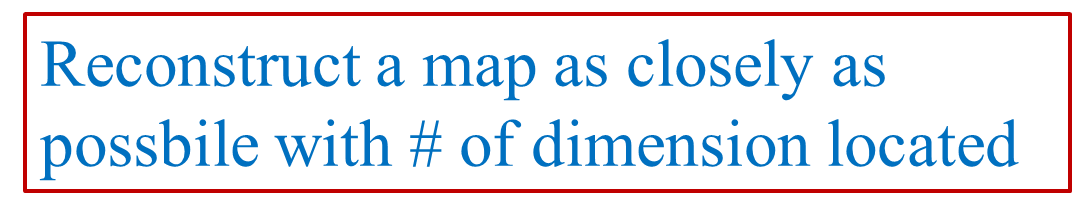 Reconstruct a map as closely as
possbile with # of dimension located